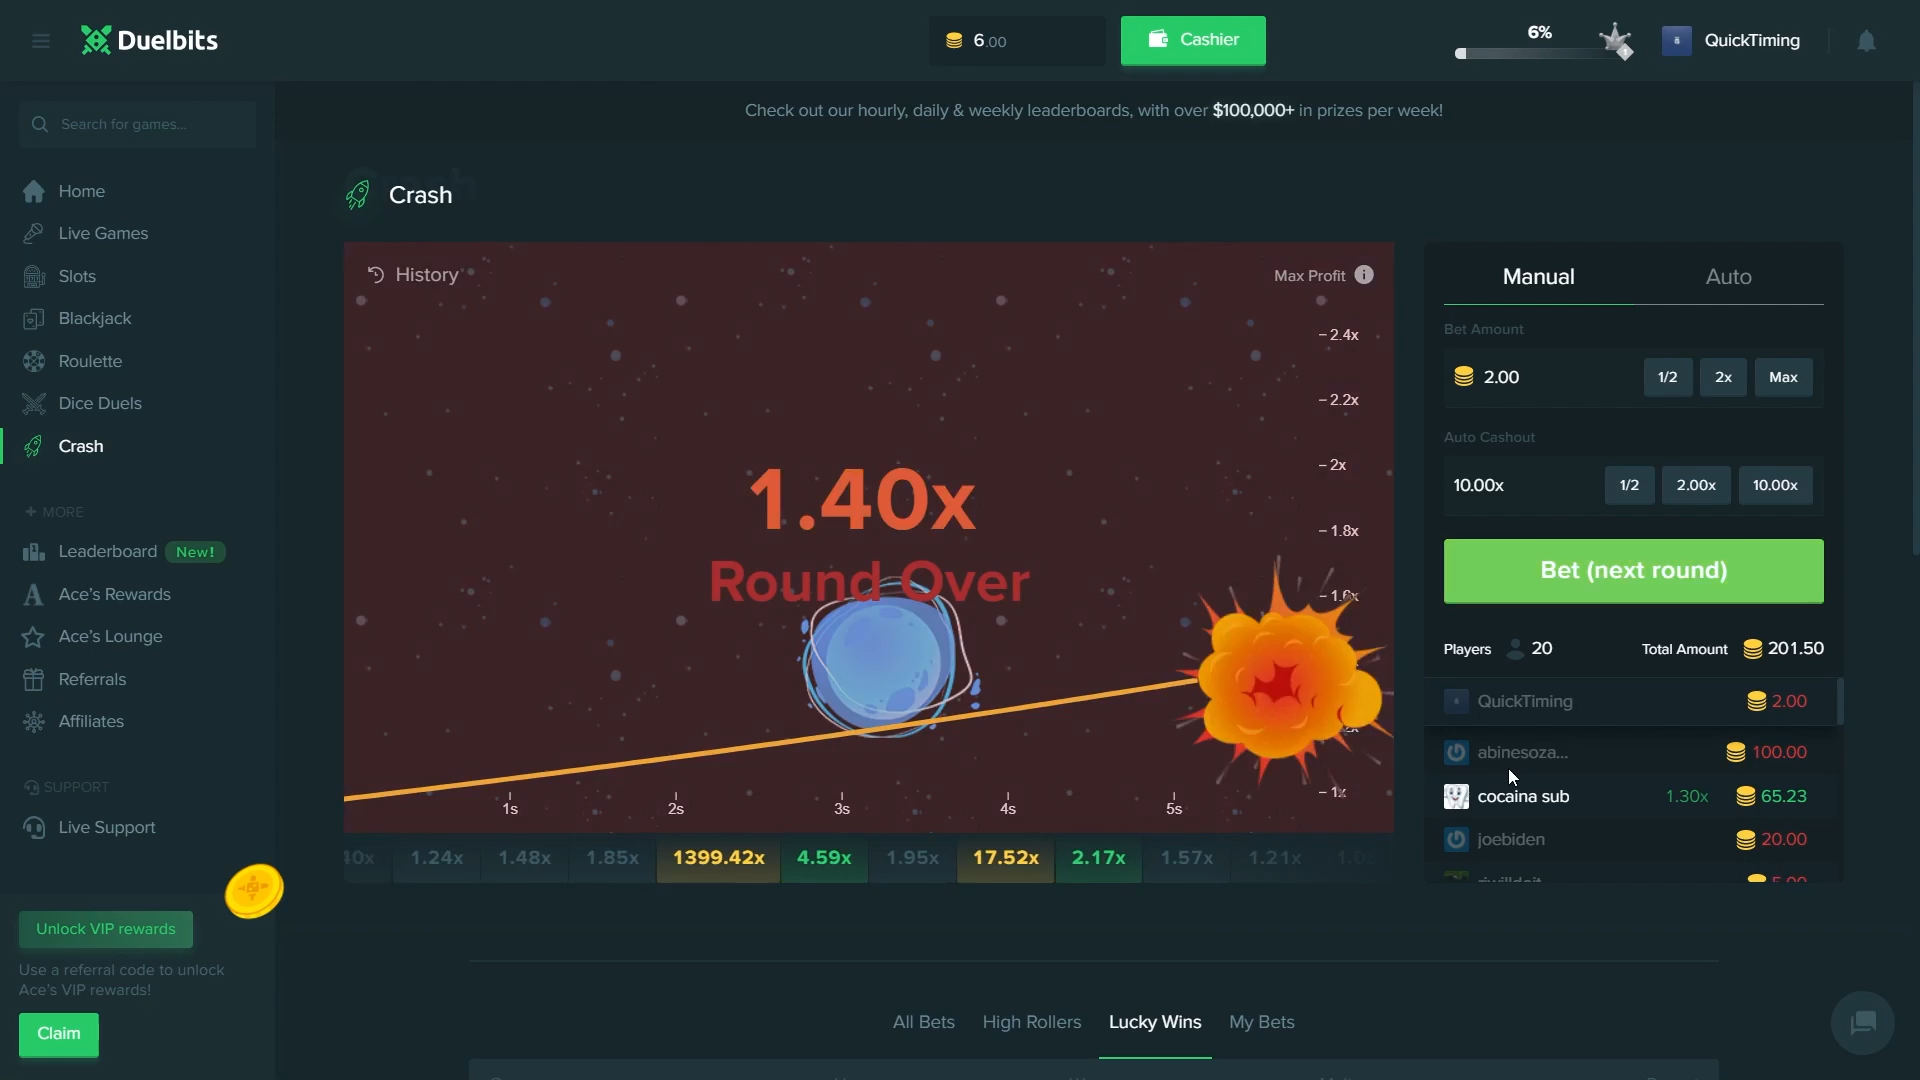 Duelbits
6.00
Cashier
6%
1
QuickTiming
Search for games...
Check out our hourly, daily & weekly leaderboards, with over $100,000+ in prizes per week!
Home
Live Games
Slots
Blackjack
Roulette
Dice Duels
Crash
+ MORE
Leaderboard New!
Ace's Rewards
Ace's Lounge
Referrals
Affiliates
SUPPORT
Live Support
Unlock VIP rewards
Use a referral code to unlock
Ace's VIP rewards!
Claim
Crash
History
Max Profit
2.4x
2.2x
2x
1.8x
1.6x
1x
1.40x
Round Over
1s 2s 3s 4s 5s
1.24x 1.48x 1.85x 1399.42x 4.59x 1.95x 17.52x 2.17x 1.57x 1.21x
Manual Auto
Bet Amount
2.00 1/2 2x Max
Auto Cashout
10.00x 1/2 2.00x 10.00x
Bet (next round)
Players 20 Total Amount 201.50
QuickTiming 2.00
abinesoza... 100.00
cocaina sub 1.30x 65.23
joebiden 20.00
5.00
All Bets High Rollers Lucky Wins My Bets